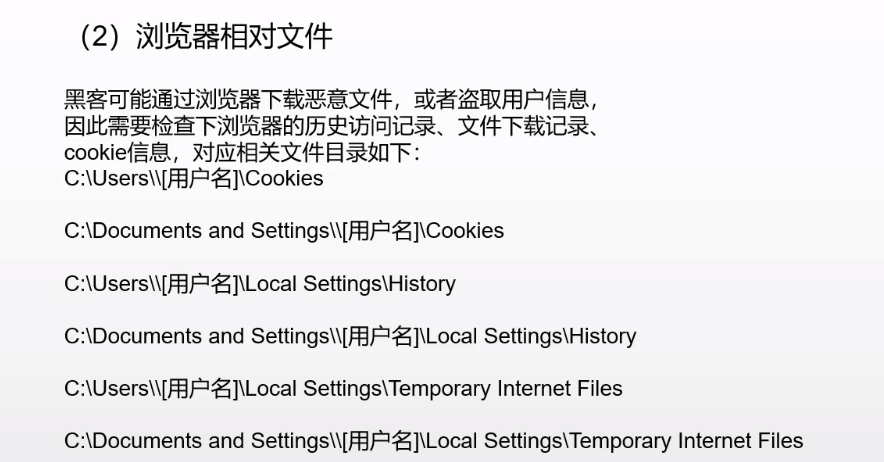 （2）浏览器相对文件
黑客可能通过浏览器下载恶意文件，或者盗取用户信息，
因此需要检查下浏览器的历史访问记录、文件下载记录、
cookie信息，对应相关文件目录如下：
C:\Users\\[用户名]\Cookies
C:\Documents and Settings\\[用户名]\Cookies
C:\Users\\[用户名]\Local Settings\History
C:\Documents and Settings\\[用户名]\Local Settings\History
C:\Users\\[用户名]\Local Settings\Temporary Internet Files
C:\Documents and Settings\\[用户名]\Local Settings\Temporary Internet Files